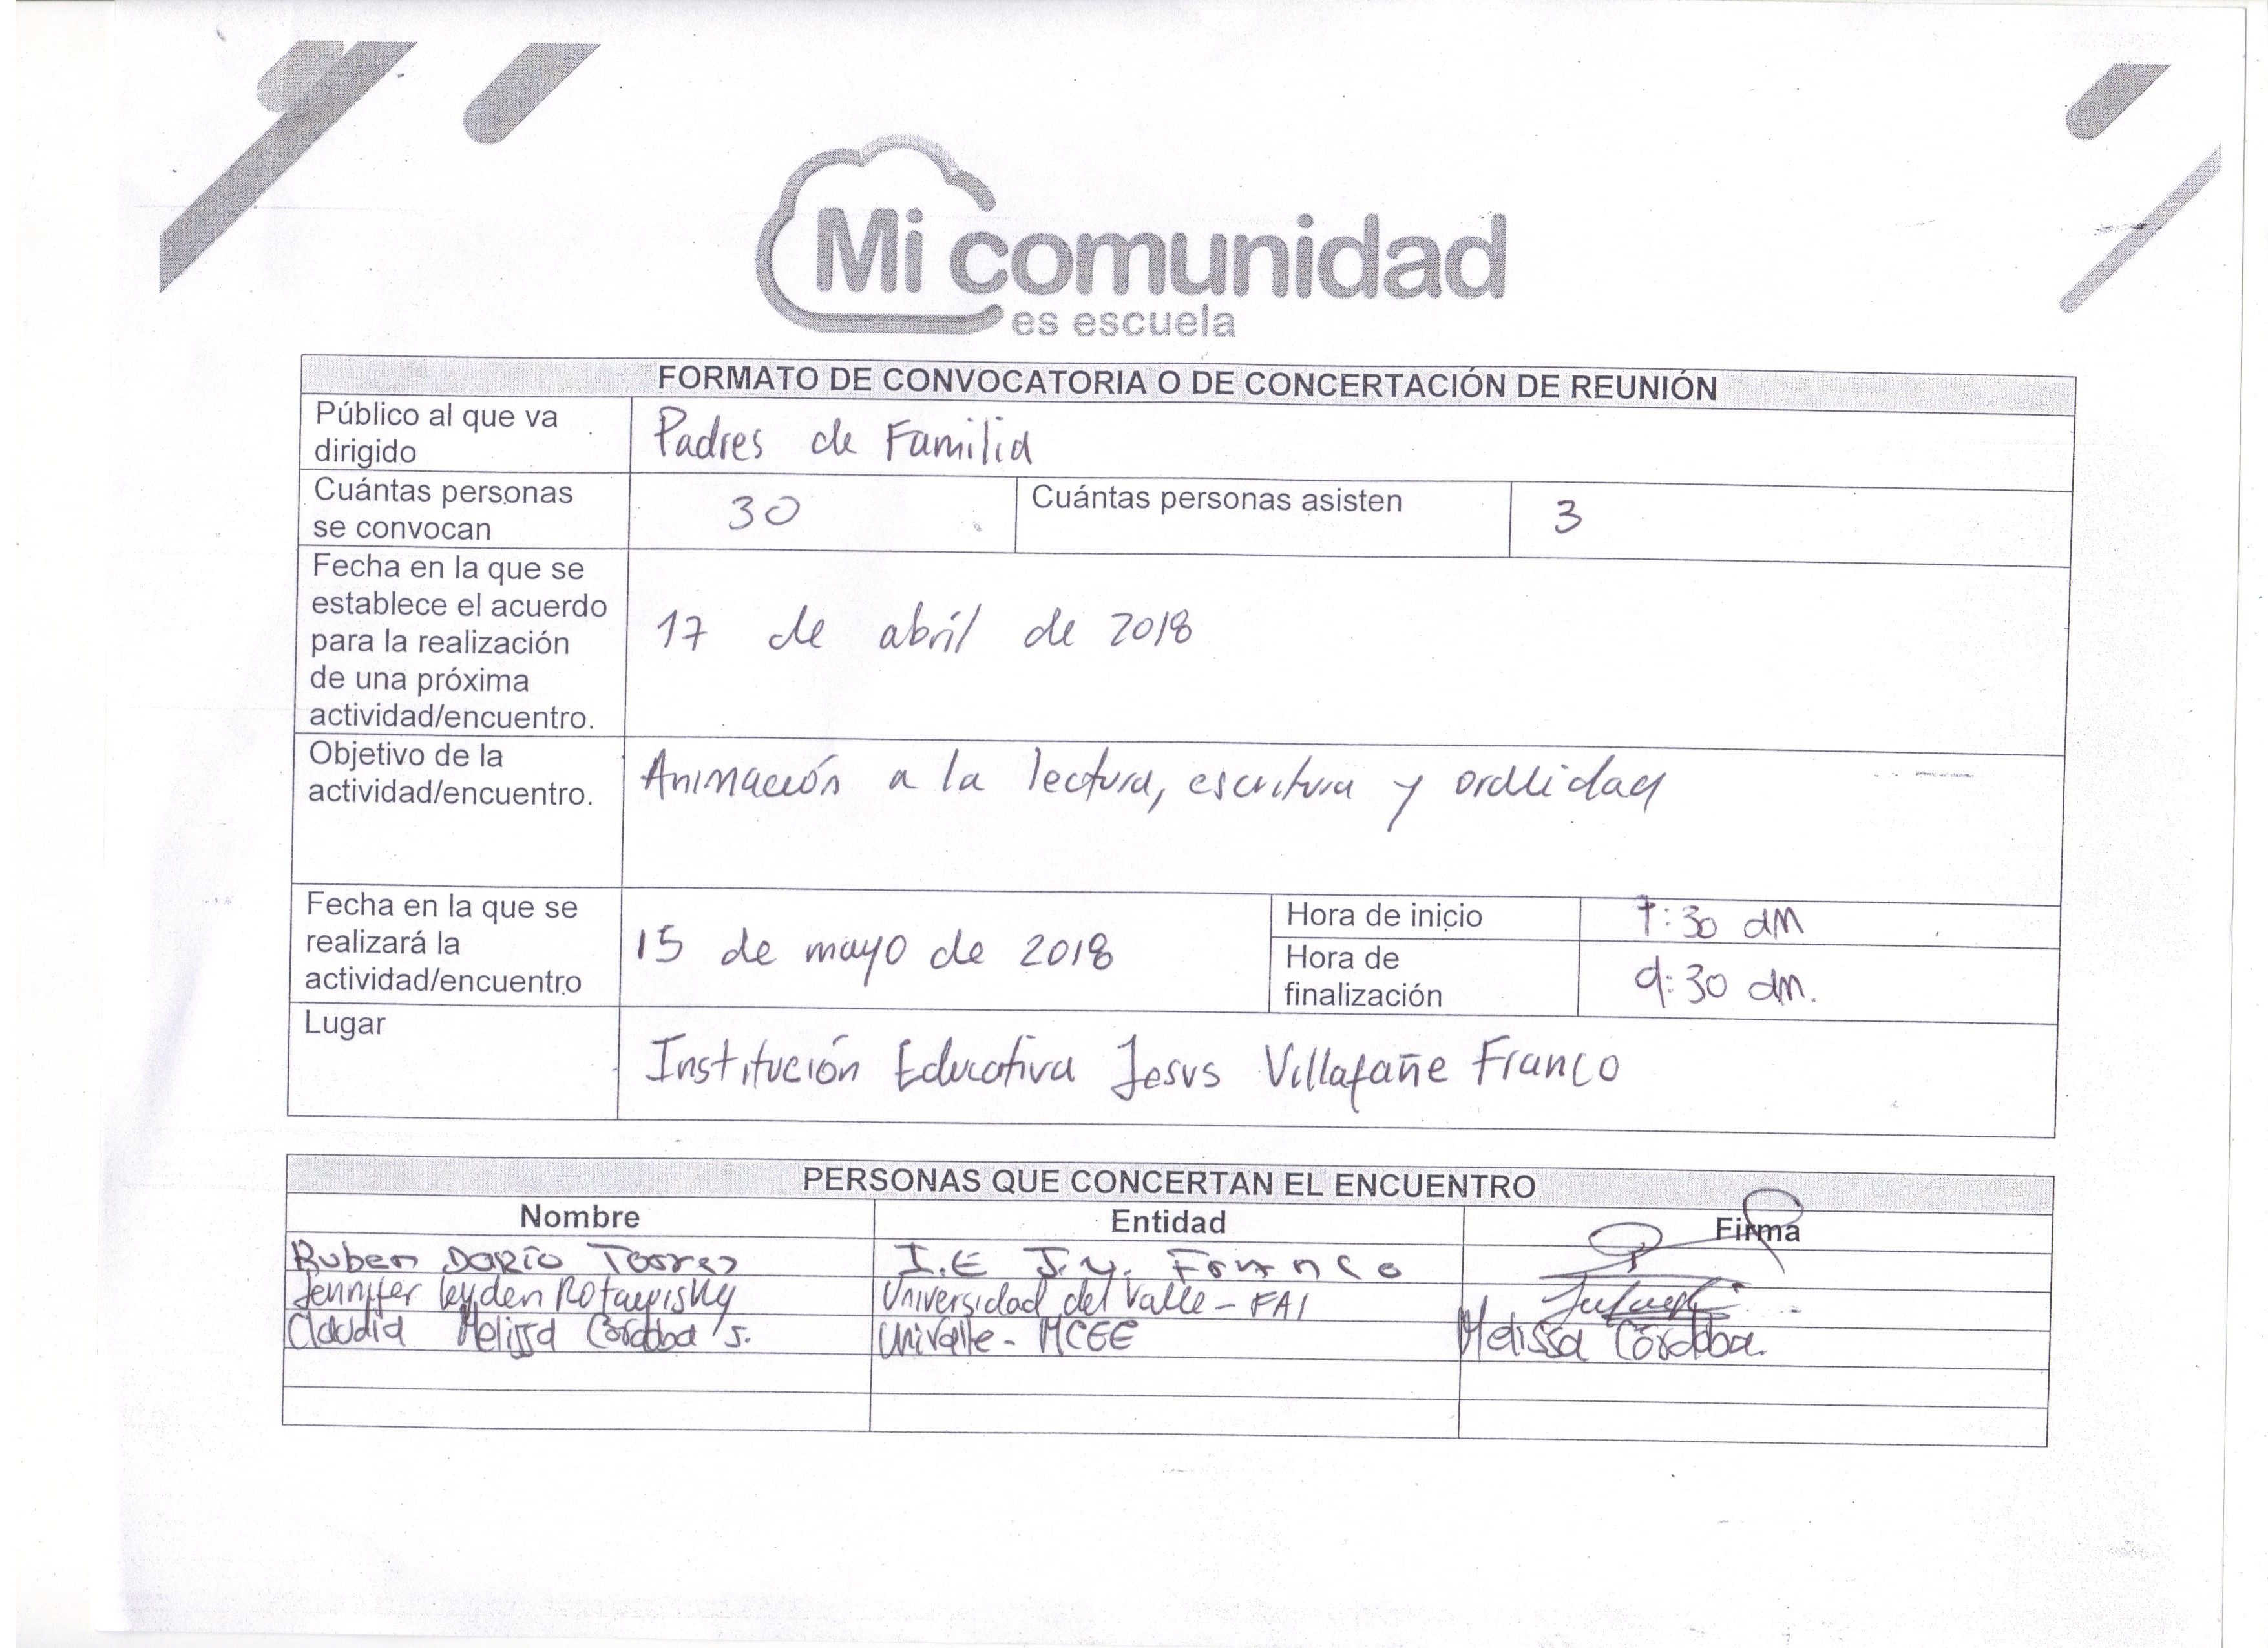 Mi comunidad
es escuela
FORMATO DE CONVOCATORIA O DE CONCERTACIÓN DE REUNIÓN
Público al que va
dirigido
Padres de Familia
Cuántas personas
se convocan
30
Cuántas personas asisten
3
Fecha en la que se
establece el acuerdo
para la realización
de una próxima
actividad/encuentro.
17 de abril de 2018
Objetivo de la
actividad/encuentro.
Animación a la lectura, escritura y oralidad
Fecha en la que se
realizará la
actividad/encuentro
15 de mayo de 2018
Hora de inicio
7:30 am
Hora de
finalización
9:30 am.
Lugar
Institución Educativa Jesus Villafañe Franco
PERSONAS QUE CONCERTAN EL ENCUENTRO
Nombre Entidad Firma
Ruben DARÍO Torres I.E J.V. Franco
Jennifer Leyden Universidad del Valle - FAI
Claudia Melissa Córdoba S. Univalle - MCEE Melissa Córdoba.